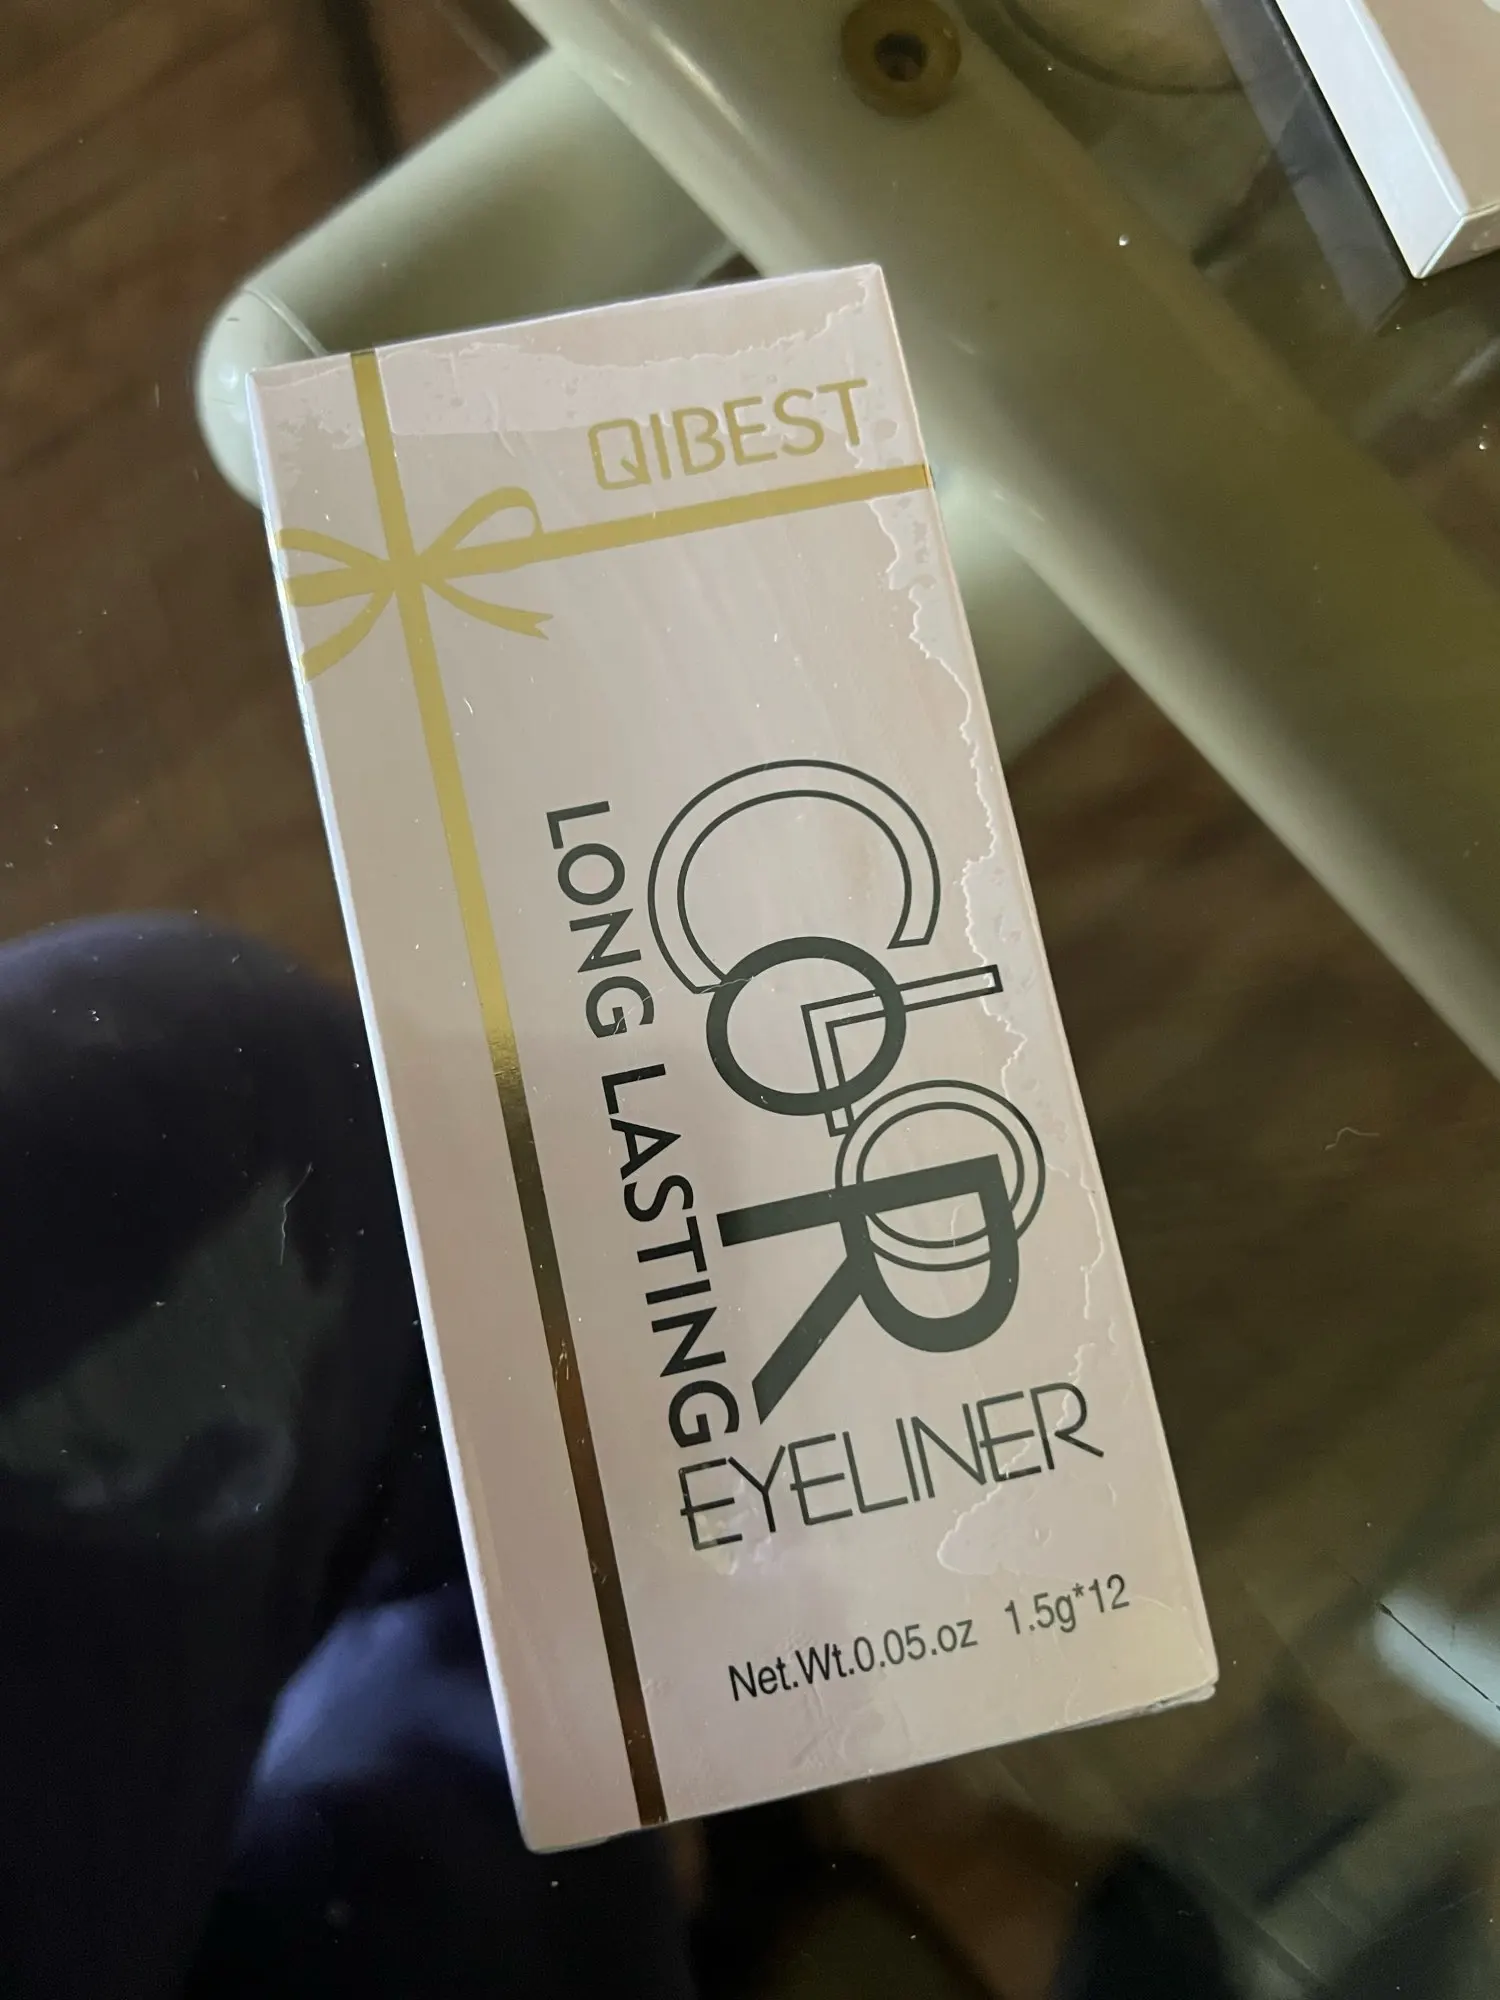 QIBEST
COLOR
LONG LASTING
EYELINER
Net.Wt.0.05.oz 1.5g*12